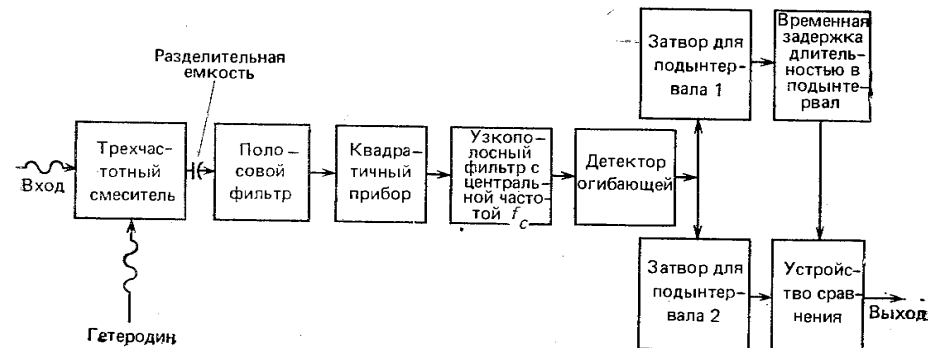 Разделительная
емкость
Вход
Трехчас–
тотный
смеситель
Гетеродин
Поло–
совой
фильтр
Квадра–
тичный
прибор
Узкопо–
лосный
фильтр с
централь–
ной часто–
той fc
Детектор
огибающей
Затвор для
подынтер–
вала 1
Временная
задержка
длитель–
ностью в
подынте–
рвал
Затвор для
подынтер–
вала 2
Устройс–
тво срав–
нения
Выход